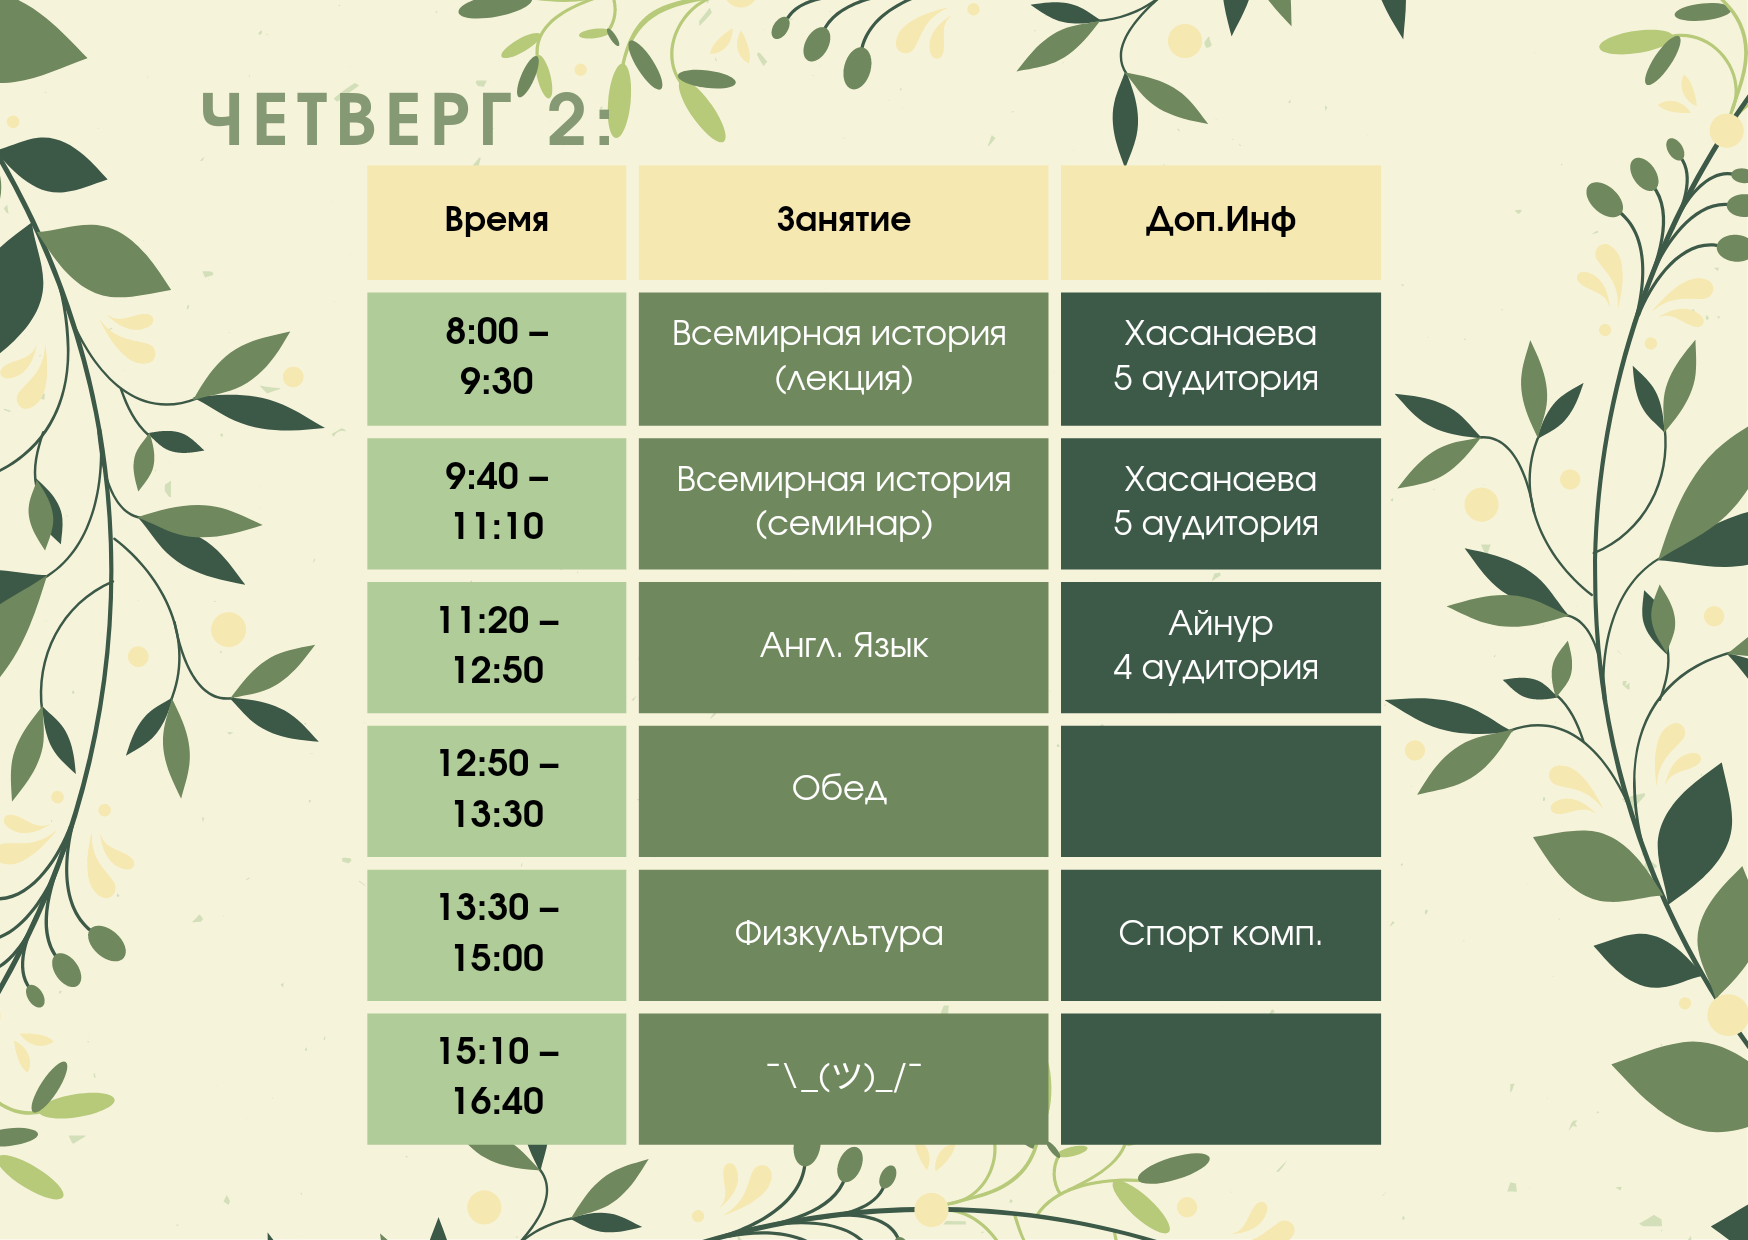 ЧЕТВЕРГ 2:
Время Занятие Доп.Инф
8:00 –
9:30
Всемирная история
(лекция)
Хасанаева
5 аудитория
9:40 –
11:10
Всемирная история
(семинар)
Хасанаева
5 аудитория
11:20 –
12:50
Англ. Язык
Айнур
4 аудитория
12:50 –
13:30
Обед
13:30 –
15:00
Физкультура
Спорт комп.
15:10 –
16:40
¯\_(ツ)_/¯